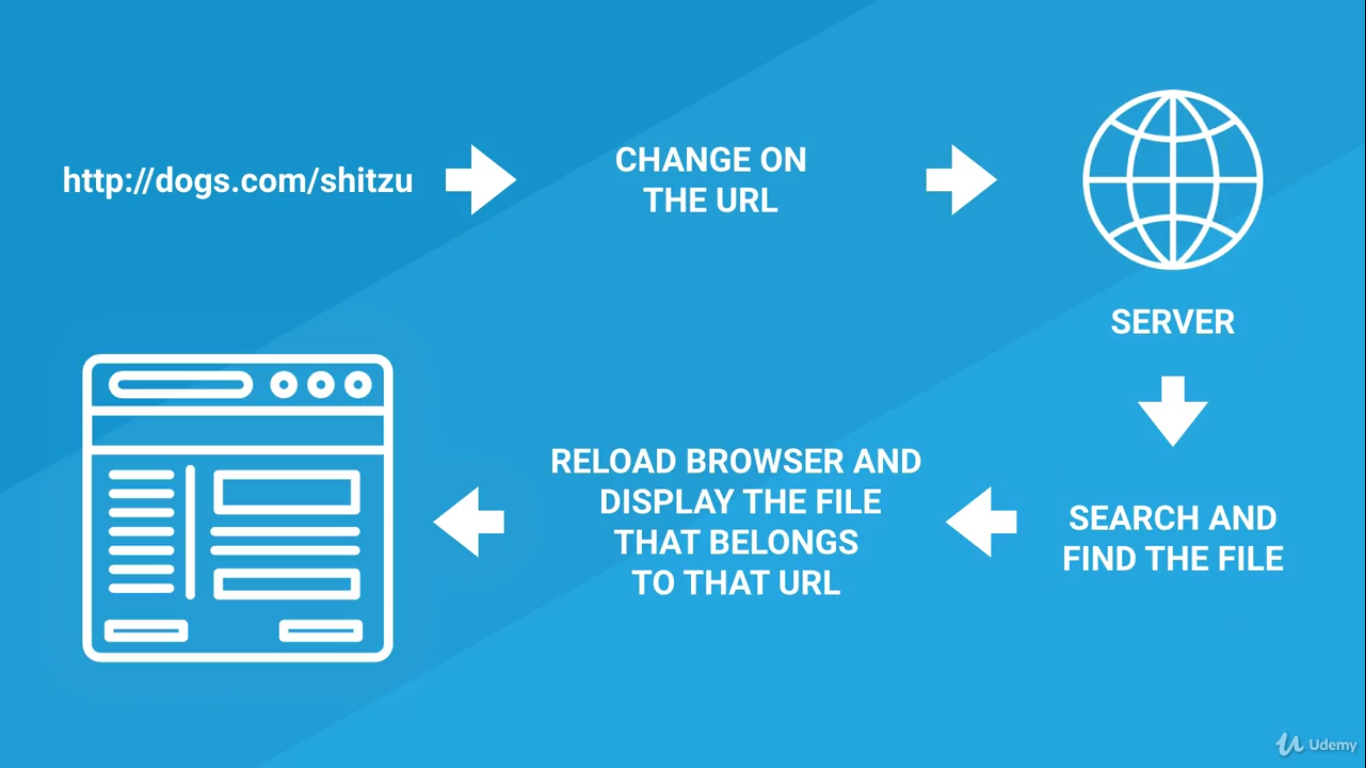 http://dogs.com/shitzu
CHANGE ON
THE URL
SERVER
SEARCH AND
FIND THE FILE
RELOAD BROWSER AND
DISPLAY THE FILE
THAT BELONGS
TO THAT URL
Udemy